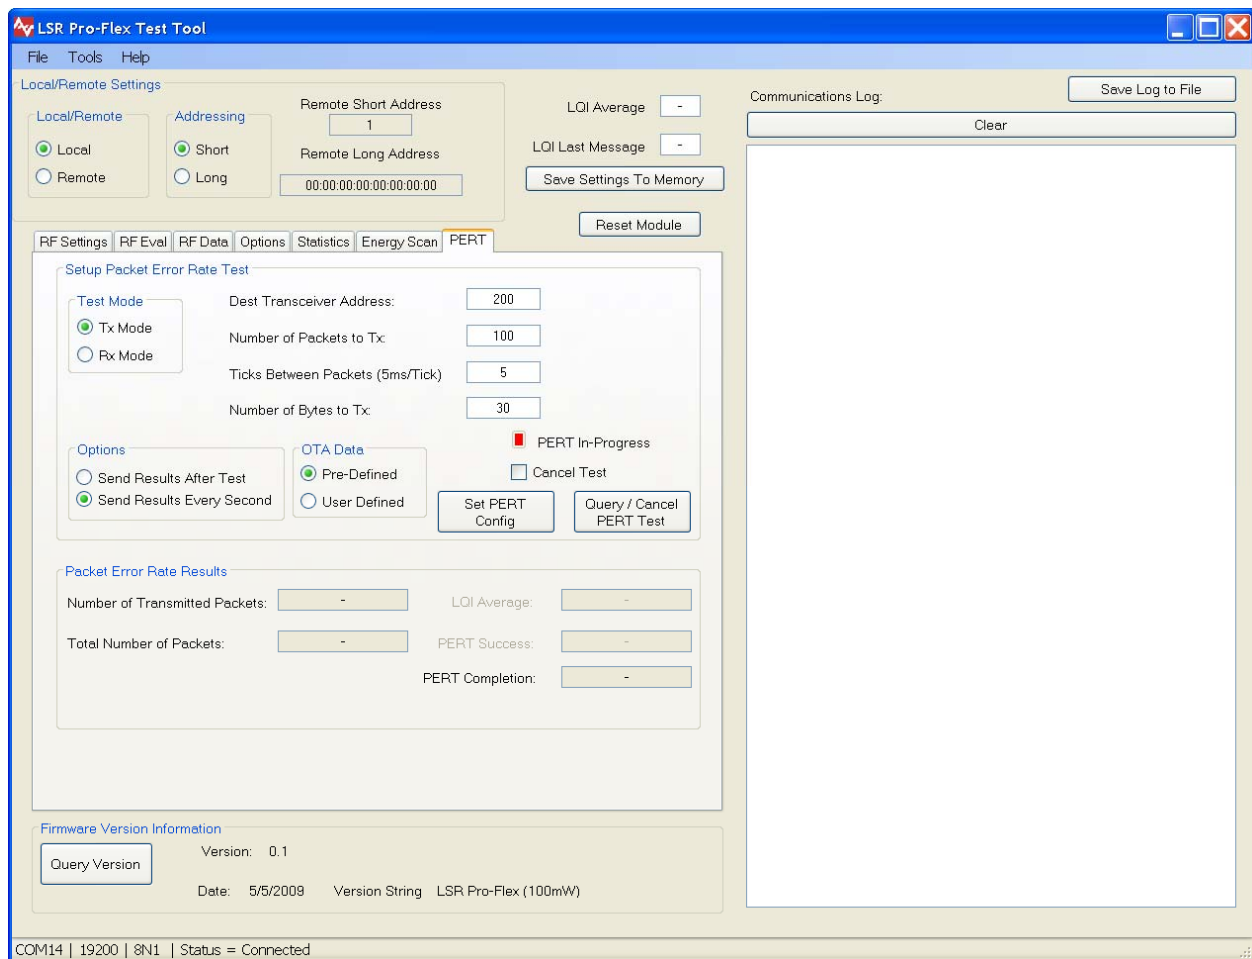 LSR Pro-Flex Test Tool
File Tools Help
Local/Remote Settings
Local/Remote
Local
Remote
Addressing
Short
Long
Remote Short Address
1
Remote Long Address
00:00:00:00:00:00:00:00
LQI Average -
LQI Last Message -
Save Settings To Memory
Reset Module
Communications Log:
Save Log to File
Clear
RF Settings RF Eval RF Data Options Statistics Energy Scan PERT
Setup Packet Error Rate Test
Test Mode
Tx Mode
Rx Mode
Dest Transceiver Address: 200
Number of Packets to Tx: 100
Ticks Between Packets (5ms/Tick) 5
Number of Bytes to Tx: 30
Options
Send Results After Test
Send Results Every Second
OTA Data
Pre-Defined
User Defined
PERT In-Progress
Cancel Test
Set PERT
Config
Query / Cancel
PERT Test
Packet Error Rate Results
Number of Transmitted Packets: -
LQI Average: -
Total Number of Packets: -
PERT Success: -
PERT Completion: -
Firmware Version Information
Query Version
Version: 0.1
Date: 5/5/2009 Version String LSR Pro-Flex (100mW)
COM14 | 19200 | 8N1 | Status = Connected